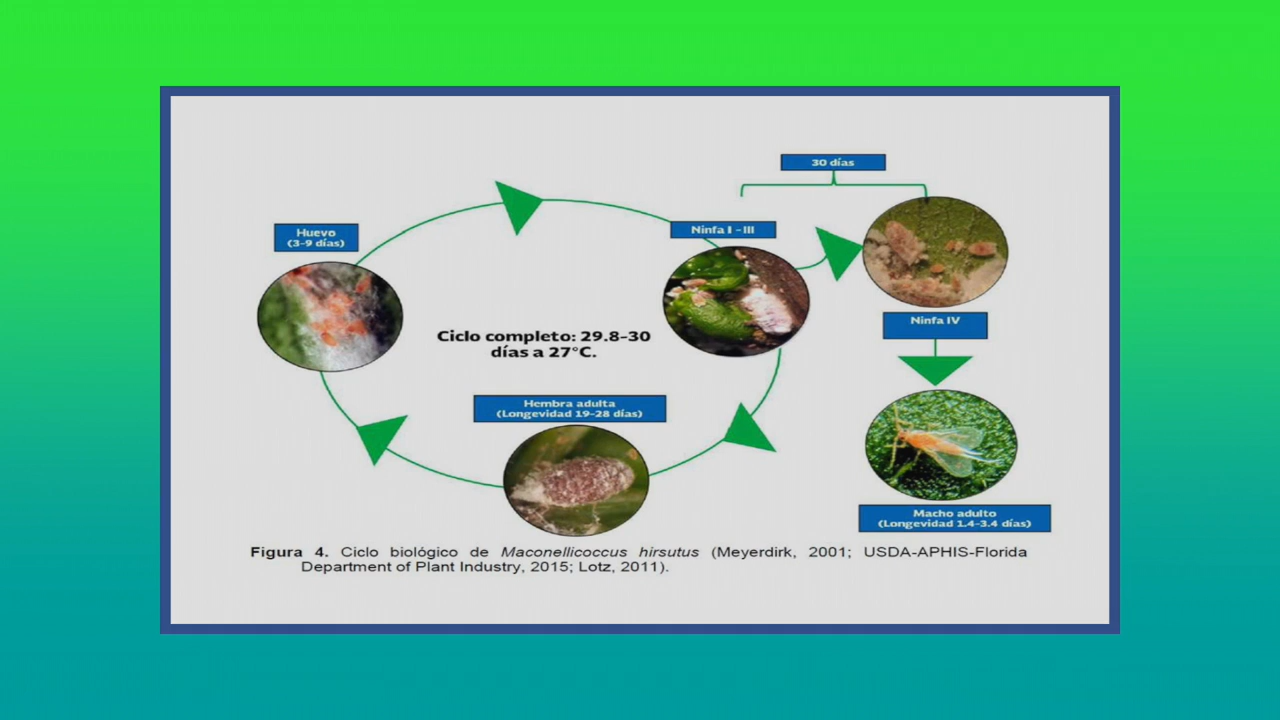 30 días
Huevo
(3-9 días)
Ninfa I - III
Ciclo completo: 29.8-30
días a 27°C.
Ninfa IV
Hembra adulta
(Longevidad 19-28 días)
Macho adulto
(Longevidad 1.4-3.4 días)
Figura 4. Ciclo biológico de Maconellicoccus hirsutus (Meyerdirk, 2001; USDA-APHIS-Florida
Department of Plant Industry, 2015; Lotz, 2011).